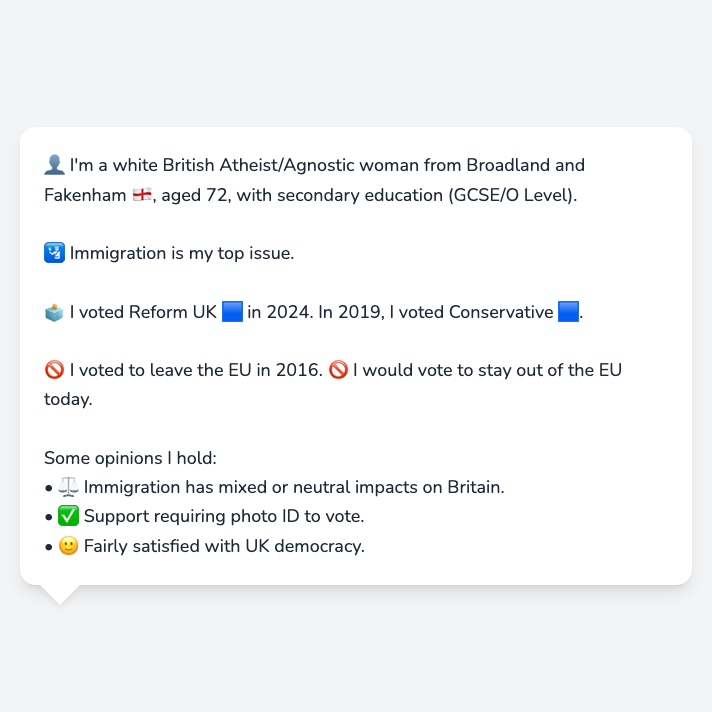 👤 I'm a white British Atheist/Agnostic woman from Broadland and
Fakenham 🏴󠁧󠁢󠁥󠁮󠁧󠁿, aged 72, with secondary education (GCSE/O Level).
🛂 Immigration is my top issue.
🗳️ I voted Reform UK 🟦 in 2024. In 2019, I voted Conservative 🟦.
🚫 I voted to leave the EU in 2016. 🚫 I would vote to stay out of the EU
today.
Some opinions I hold:
• ⚖️ Immigration has mixed or neutral impacts on Britain.
• ✅ Support requiring photo ID to vote.
• 🙂 Fairly satisfied with UK democracy.